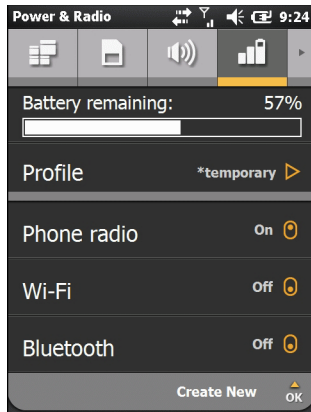 Power & Radio 9:24
Battery remaining: 57%
Profile *temporary
Phone radio On
Wi-Fi Off
Bluetooth Off
Create New OK